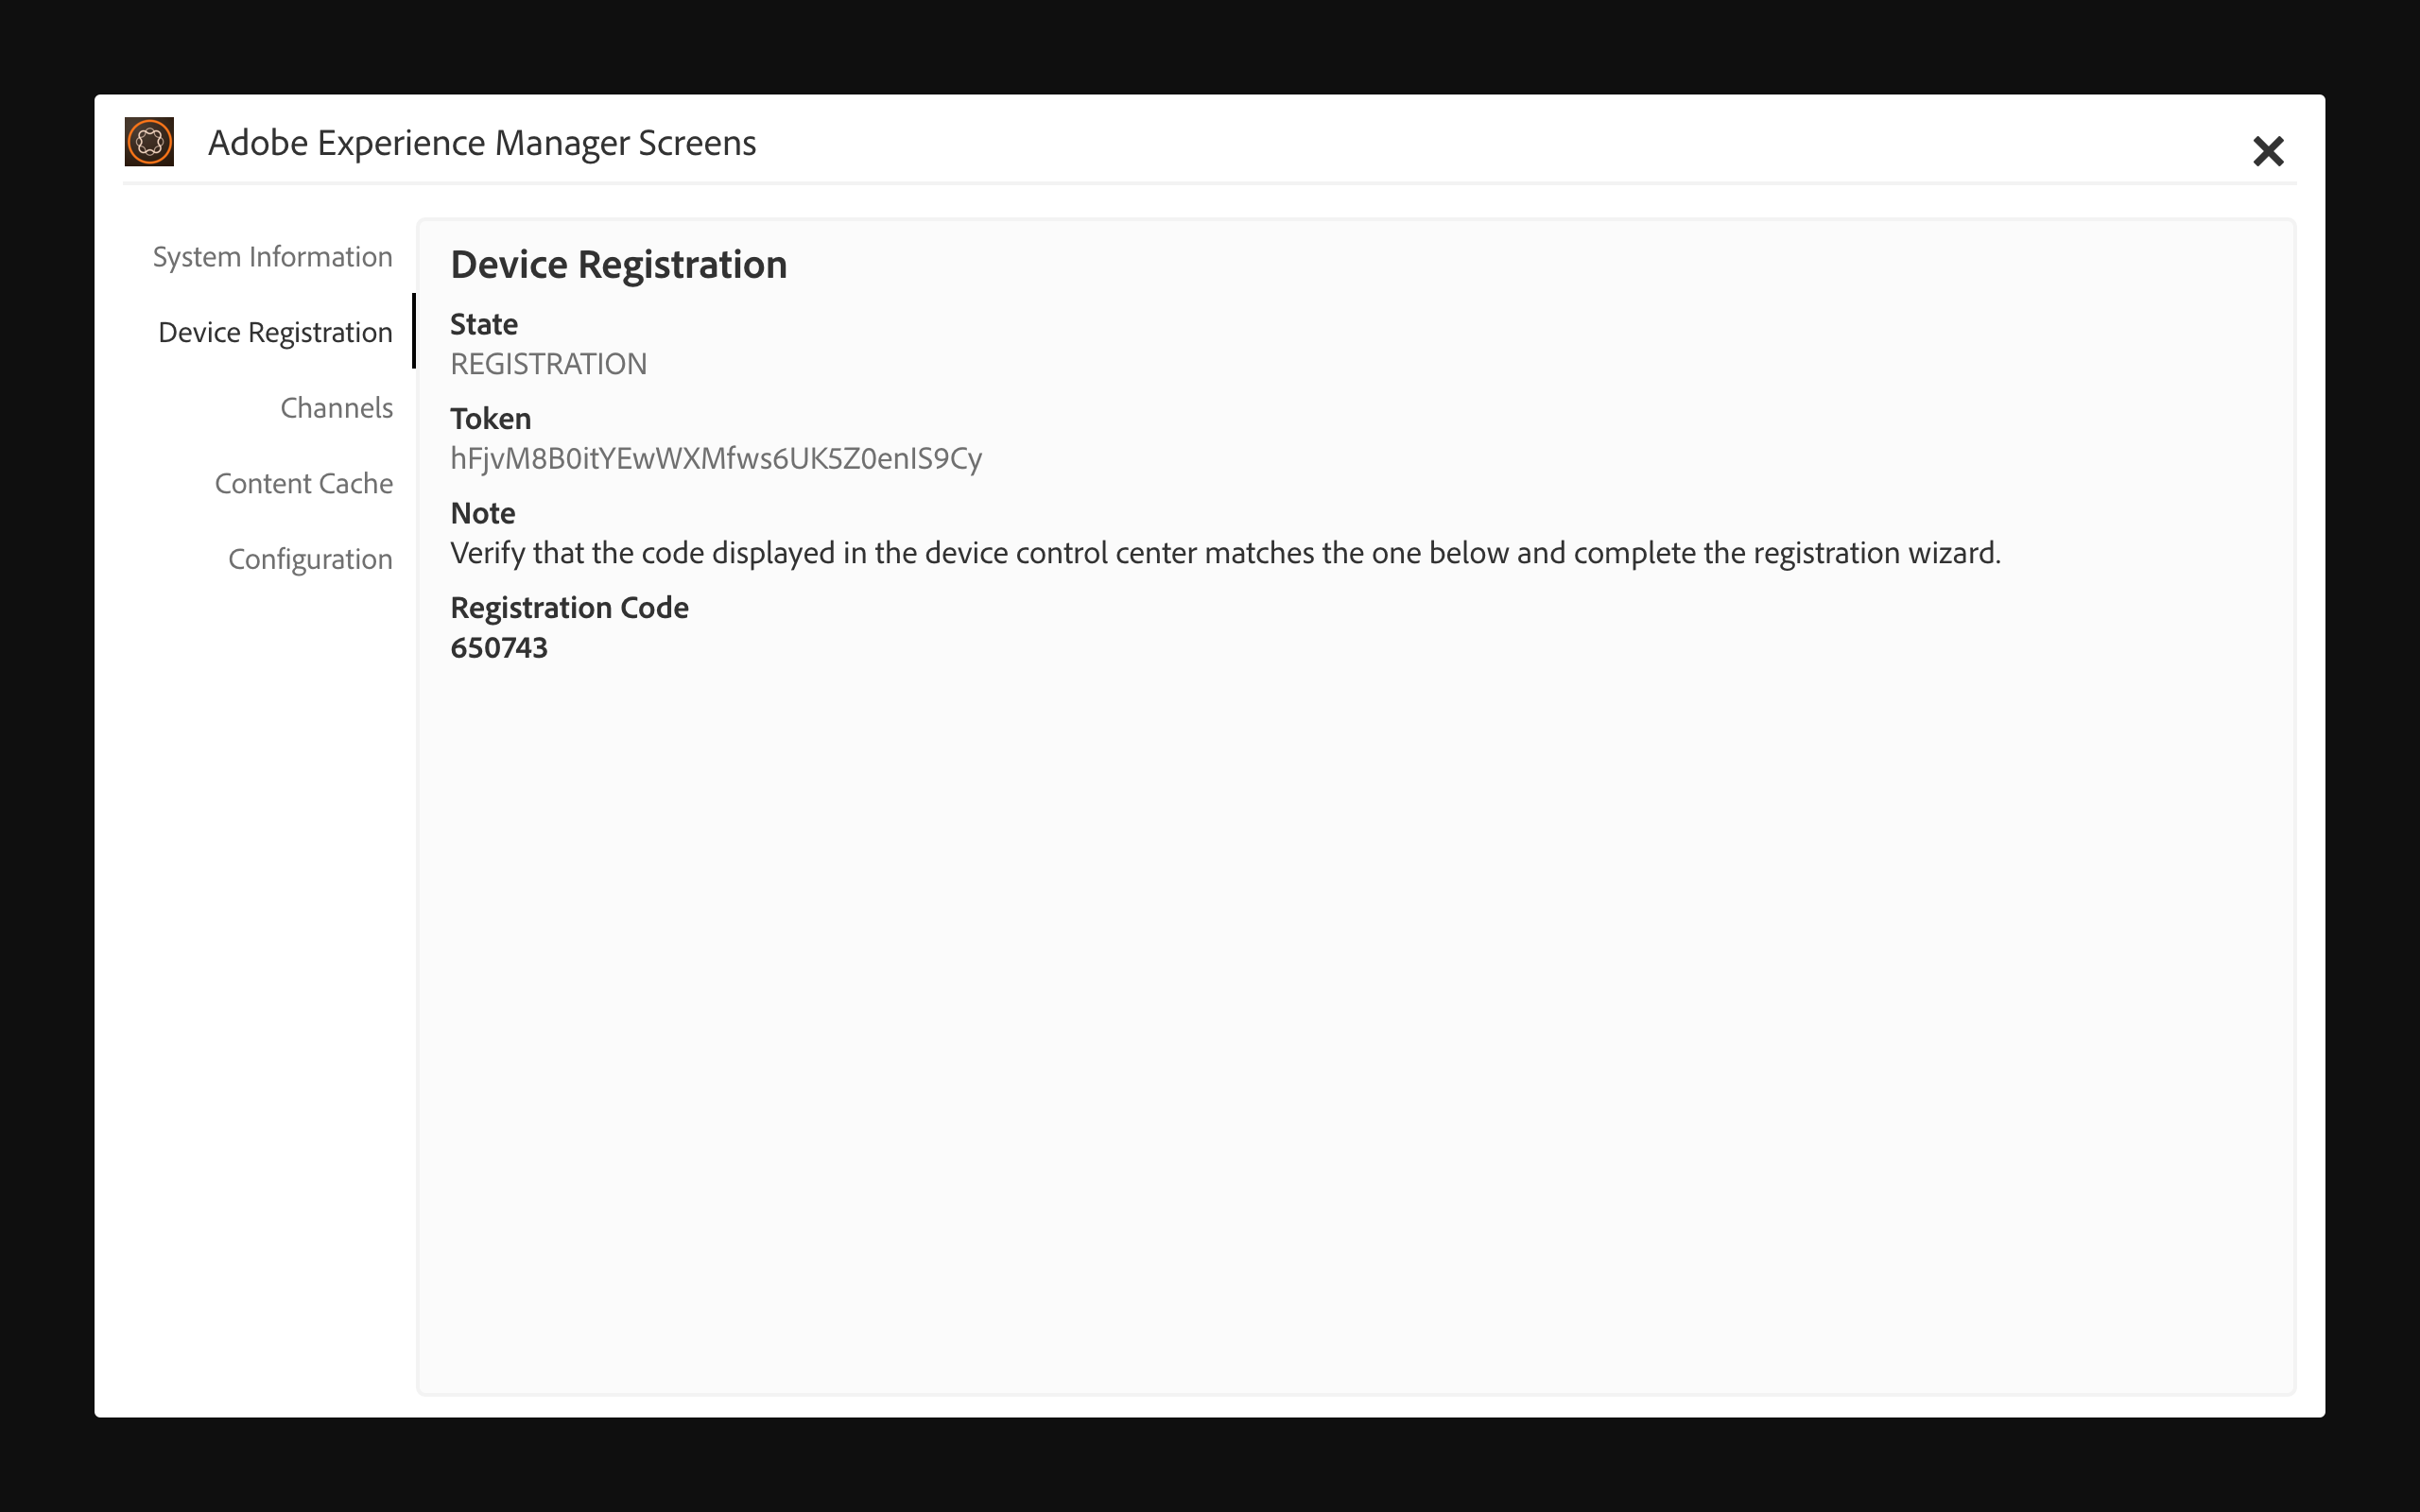 Adobe Experience Manager Screens
System Information
Device Registration
Channels
Content Cache
Configuration
Device Registration
State
REGISTRATION
Token
hFjvM8B0itYEwWXMfws6UK5Z0enIS9Cy
Note
Verify that the code displayed in the device control center matches the one below and complete the registration wizard.
Registration Code
650743